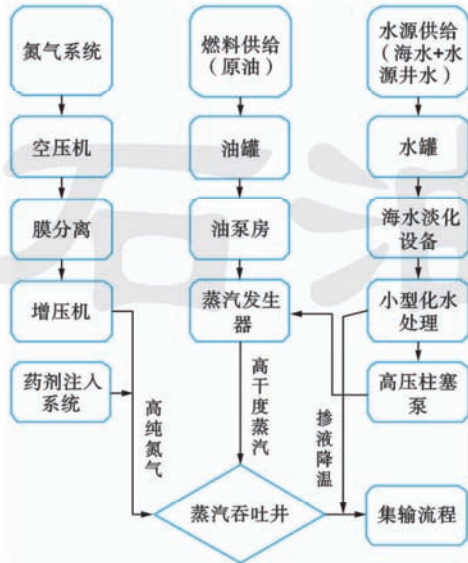 氮气系统
燃料供给
（原油）
水源供给
（海水+水
源井水）
空压机
油罐
水罐
膜分离
油泵房
海水淡化
设备
增压机
蒸汽发生
器
小型化水
处理
药剂注入
系统
高压柱塞
泵
高纯氮气
高干度蒸汽
掺液降温
蒸汽吞吐井
集输流程
石油